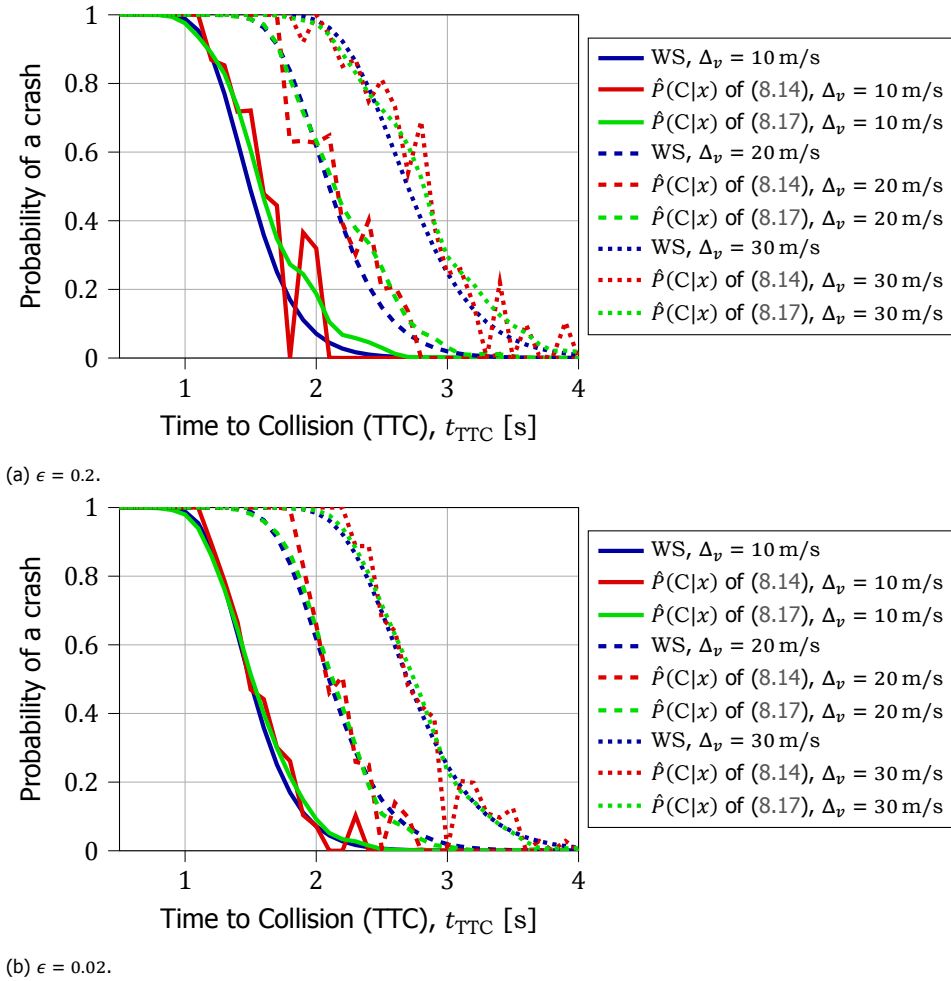 1
0.8
0.6
0.4
0.2
0
1
2
3
4
Probability of a crash
Time to Collision (TTC), t_TTC [s]
WS, Δ_v = 10 m/s
P̂(C|x) of (8.14), Δ_v = 10 m/s
P̂(C|x) of (8.17), Δ_v = 10 m/s
WS, Δ_v = 20 m/s
P̂(C|x) of (8.14), Δ_v = 20 m/s
P̂(C|x) of (8.17), Δ_v = 20 m/s
WS, Δ_v = 30 m/s
P̂(C|x) of (8.14), Δ_v = 30 m/s
P̂(C|x) of (8.17), Δ_v = 30 m/s
(a) ϵ = 0.2.
1
0.8
0.6
0.4
0.2
0
1
2
3
4
Probability of a crash
Time to Collision (TTC), t_TTC [s]
WS, Δ_v = 10 m/s
P̂(C|x) of (8.14), Δ_v = 10 m/s
P̂(C|x) of (8.17), Δ_v = 10 m/s
WS, Δ_v = 20 m/s
P̂(C|x) of (8.14), Δ_v = 20 m/s
P̂(C|x) of (8.17), Δ_v = 20 m/s
WS, Δ_v = 30 m/s
P̂(C|x) of (8.14), Δ_v = 30 m/s
P̂(C|x) of (8.17), Δ_v = 30 m/s
(b) ϵ = 0.02.